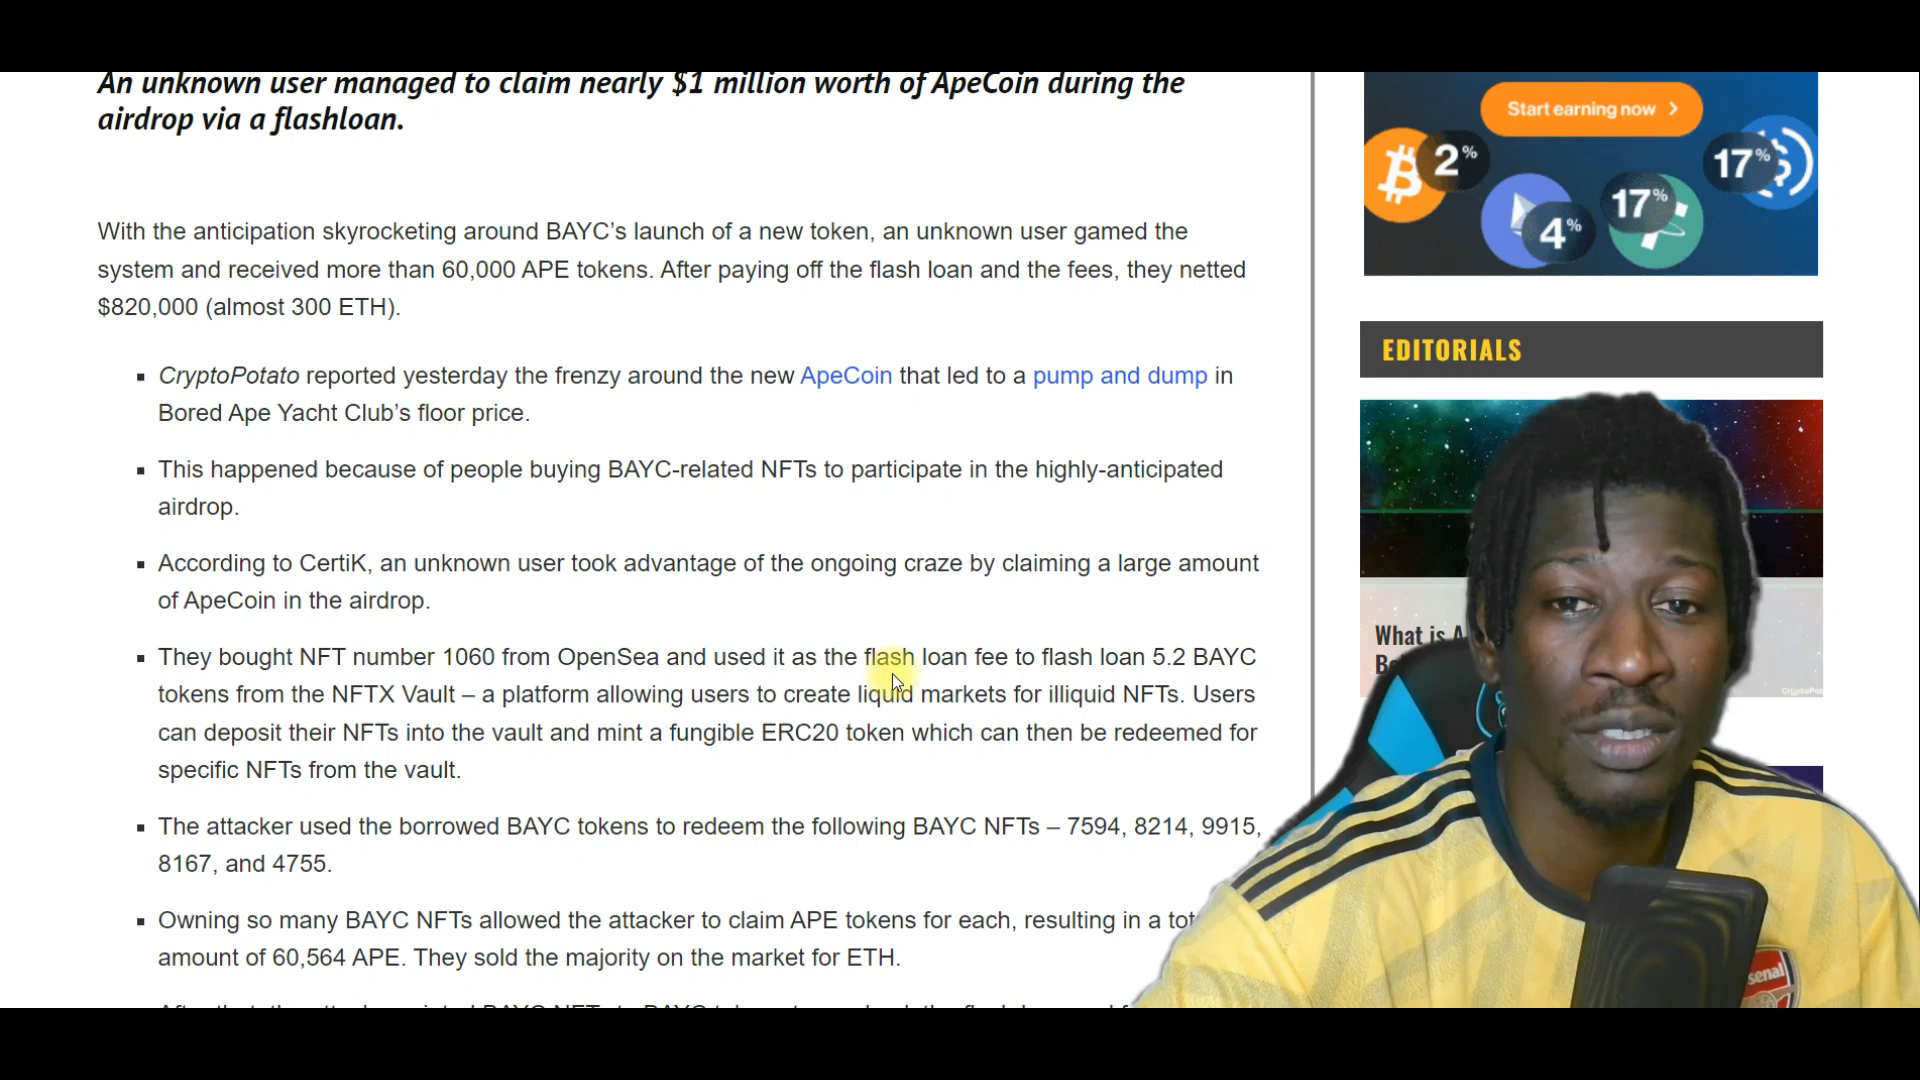 An unknown user managed to claim nearly $1 million worth of ApeCoin during the
airdrop via a flashloan.
With the anticipation skyrocketing around BAYC’s launch of a new token, an unknown user gamed the
system and received more than 60,000 APE tokens. After paying off the flash loan and the fees, they netted
$820,000 (almost 300 ETH).
▪ CryptoPotato reported yesterday the frenzy around the new ApeCoin that led to a pump and dump in
Bored Ape Yacht Club’s floor price.
▪ This happened because of people buying BAYC-related NFTs to participate in the highly-anticipated
airdrop.
▪ According to CertiK, an unknown user took advantage of the ongoing craze by claiming a large amount
of ApeCoin in the airdrop.
▪ They bought NFT number 1060 from OpenSea and used it as the flash loan fee to flash loan 5.2 BAYC
tokens from the NFTX Vault – a platform allowing users to create liquid markets for illiquid NFTs. Users
can deposit their NFTs into the vault and mint a fungible ERC20 token which can then be redeemed for
specific NFTs from the vault.
▪ The attacker used the borrowed BAYC tokens to redeem the following BAYC NFTs – 7594, 8214, 9915,
8167, and 4755.
▪ Owning so many BAYC NFTs allowed the attacker to claim APE tokens for each, resulting in a
amount of 60,564 APE. They sold the majority on the market for ETH.
Start earning now >
2%
4%
17%
17%
EDITORIALS
What is